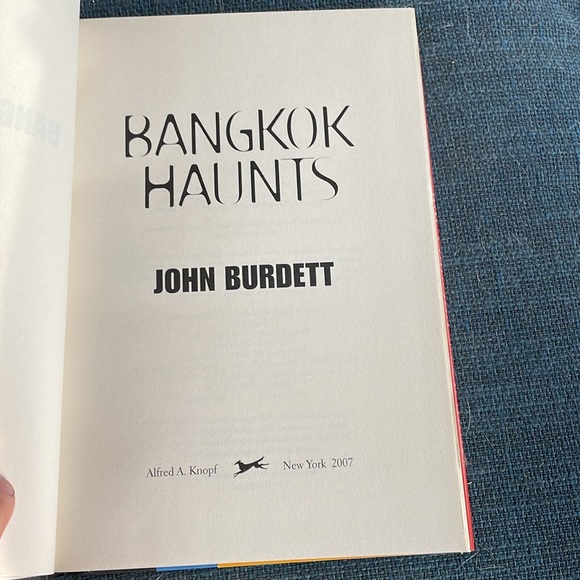 BANGKOK
HAUNTS
JOHN BURDETT
Alfred A. Knopf New York 2007